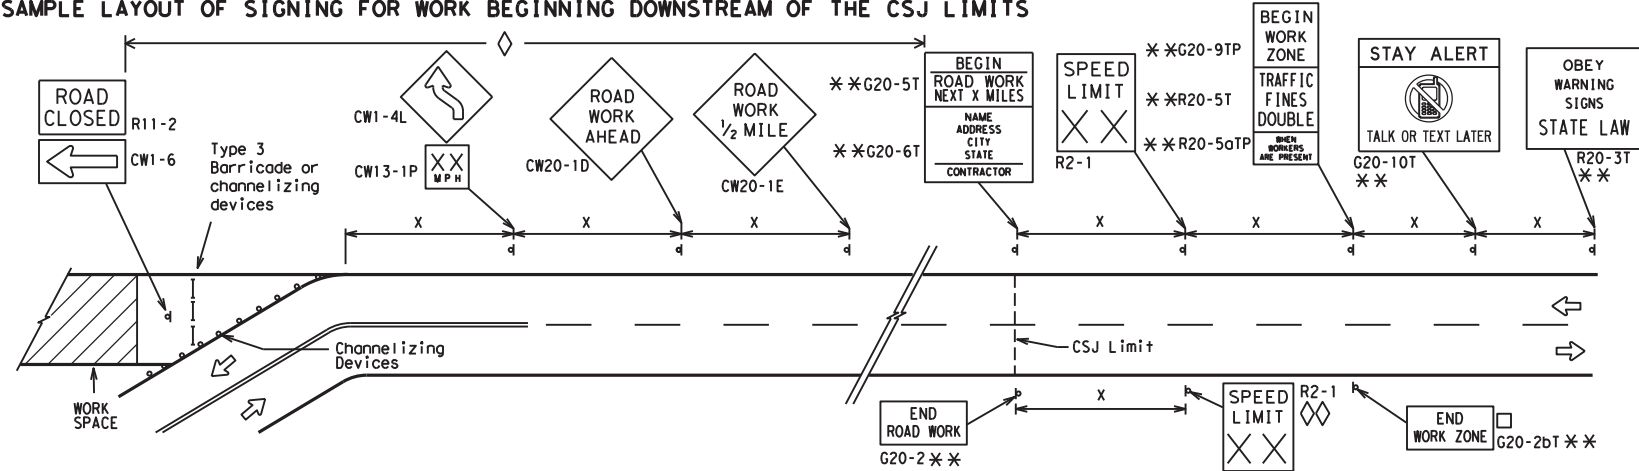 SAMPLE LAYOUT OF SIGNING FOR WORK BEGINNING DOWNSTREAM OF THE CSJ LIMITS
ROAD
CLOSED
R11-2
CW1-6
Type 3
Barricade or
channelizing
devices
CW1-4L
CW13-1P
XX
MPH
ROAD
WORK
AHEAD
CW20-1D
ROAD
WORK
1/2 MILE
CW20-1E
**G20-5T
**G20-6T
BEGIN
ROAD WORK
NEXT X MILES
NAME
ADDRESS
CITY
STATE
CONTRACTOR
SPEED
LIMIT
XX
R2-1
**G20-9TP
**R20-5T
**R20-5aTP
BEGIN
WORK
ZONE
TRAFFIC
FINES
DOUBLE
WHEN
WORKERS
ARE PRESENT
STAY ALERT
TALK OR TEXT LATER
G20-10T
**
OBEY
WARNING
SIGNS
STATE LAW
R20-3T
**
X
X
X
X
X
X
X
Channelizing
Devices
CSJ Limit
WORK
SPACE
END
ROAD WORK
G20-2**
X
SPEED
LIMIT
XX
R2-1
END
WORK ZONE
G20-2bT**